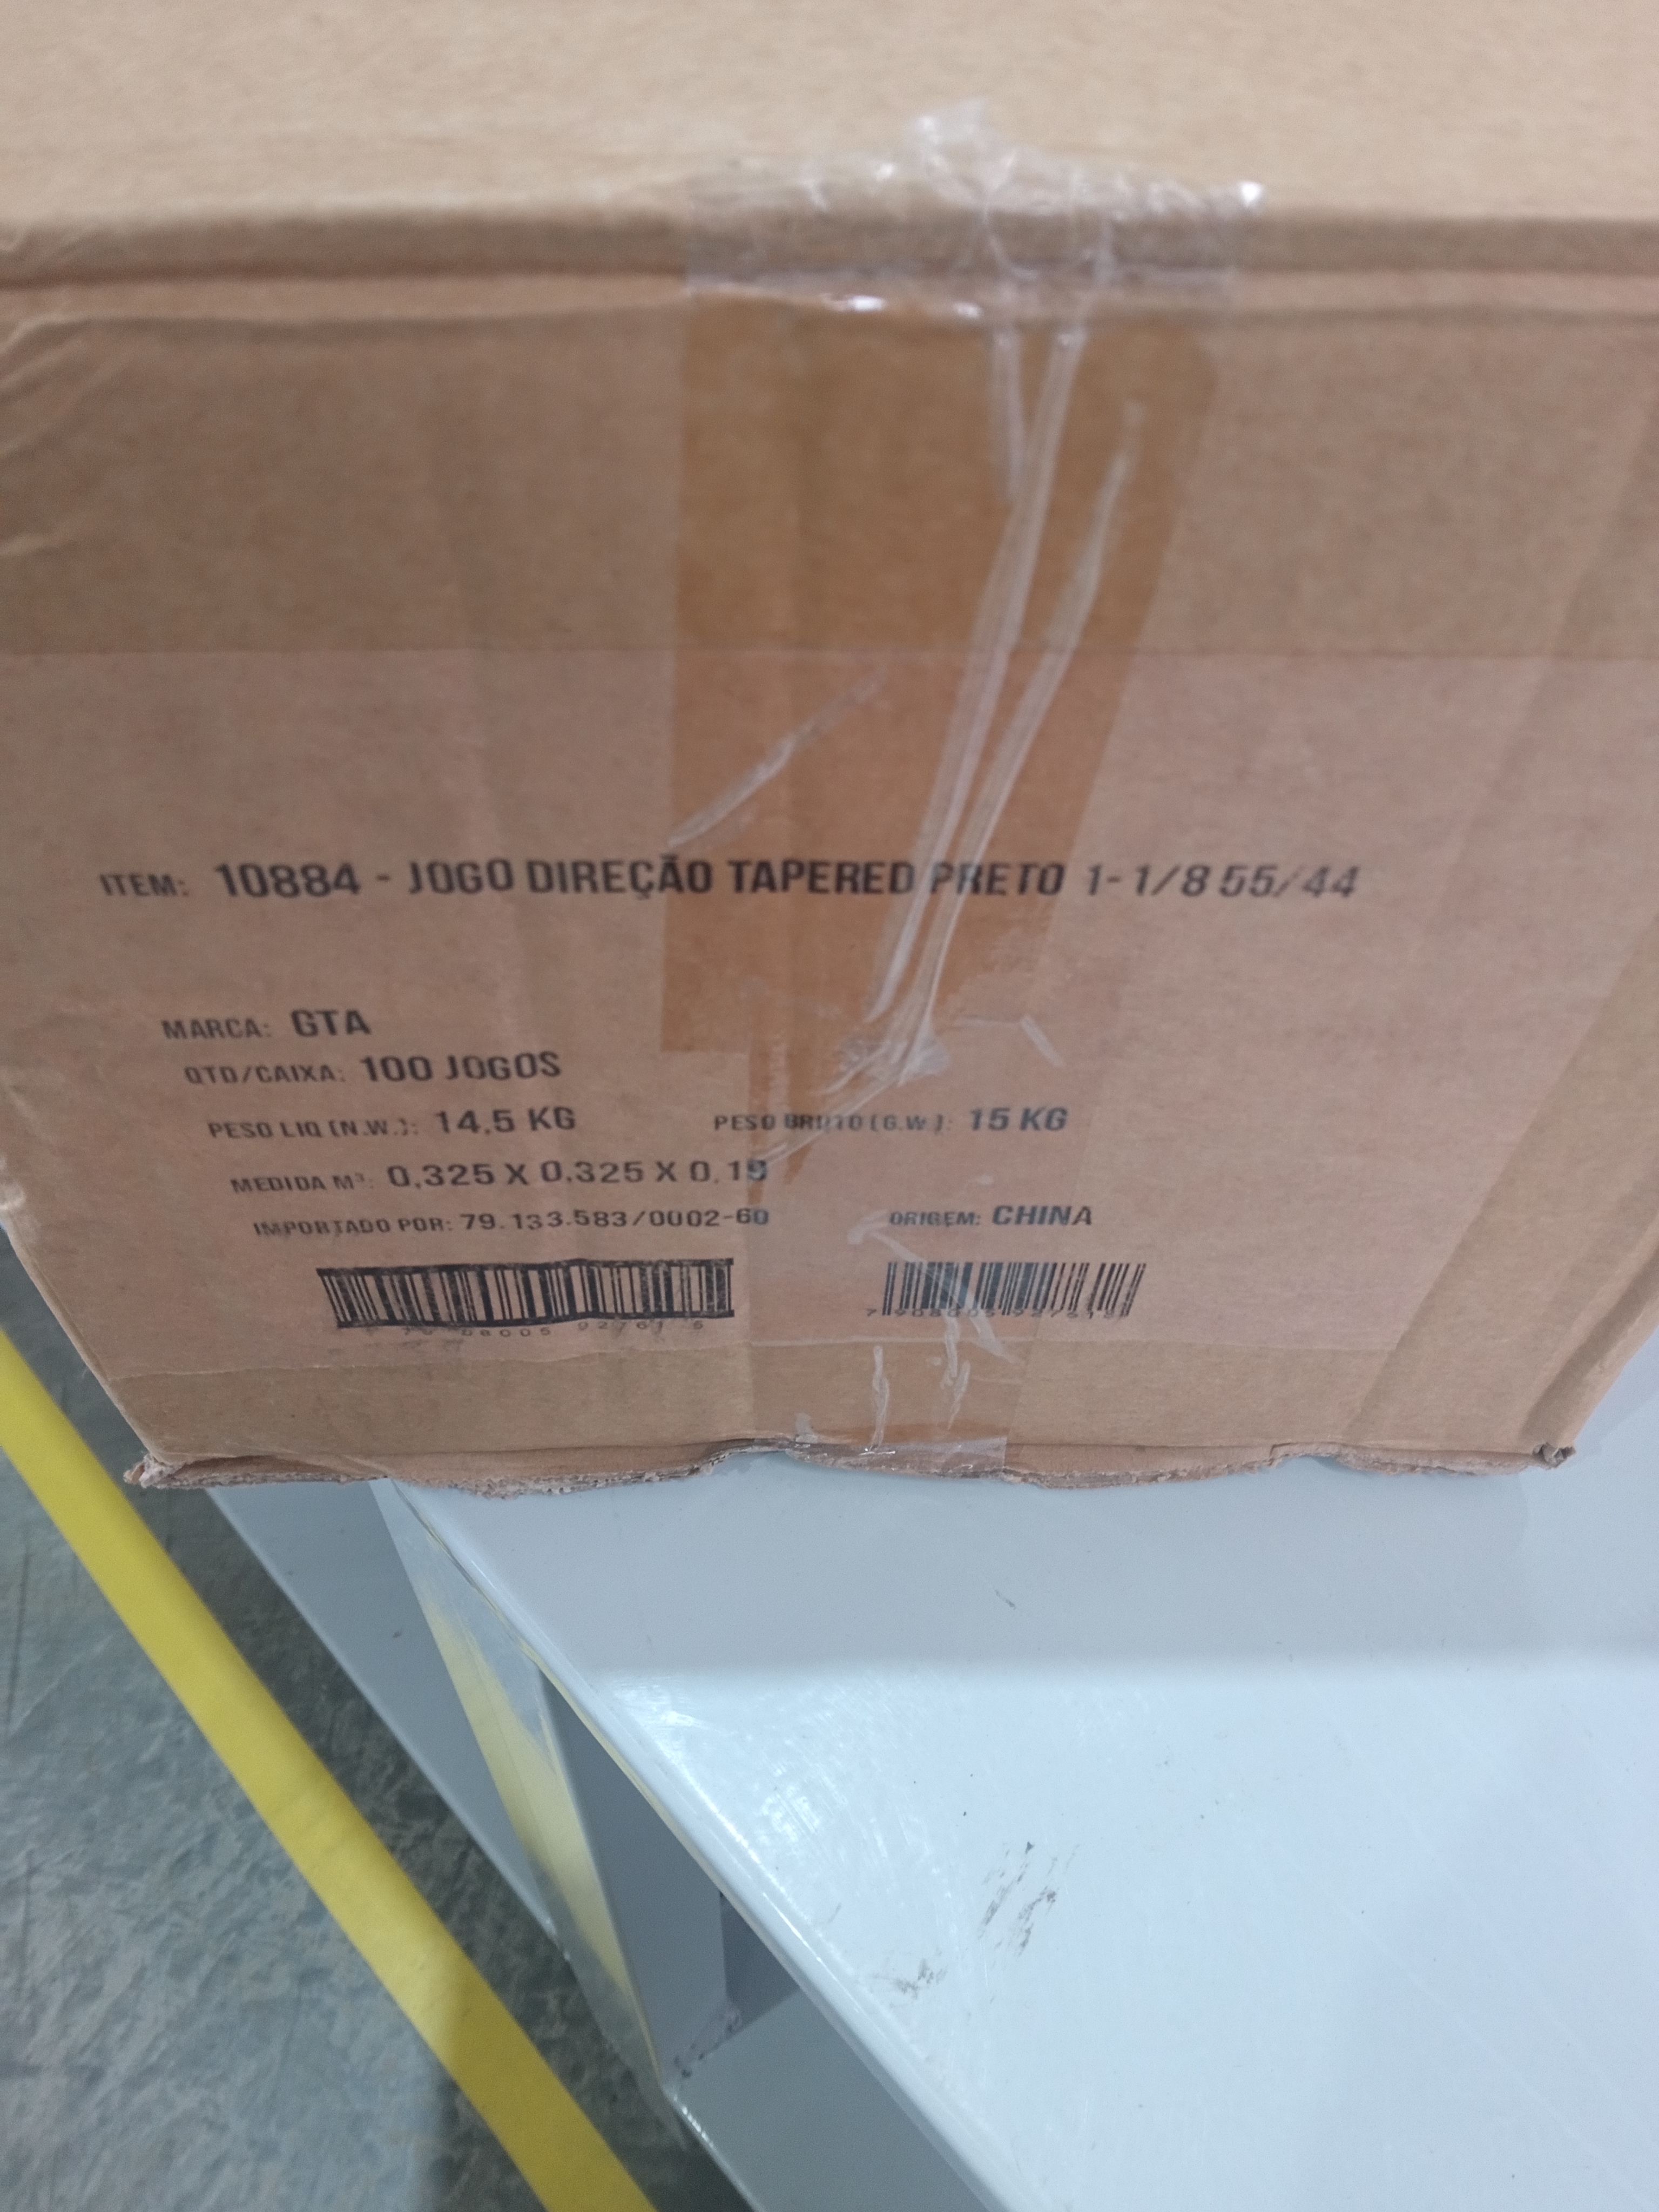 ITEM: 10884 - JOGO DIREÇÃO TAPERED PRETO 1-1/8 55/44
MARCA: GTA
QTD/CAIXA: 100 JOGOS
PESO LIQ (N.W.): 14,5 KG PESO BRUTO (G.W.): 15 KG
MEDIDA M³: 0,325 X 0,325 X 0,19
IMPORTADO POR: 79.133.583/0002-60 ORIGEM: CHINA